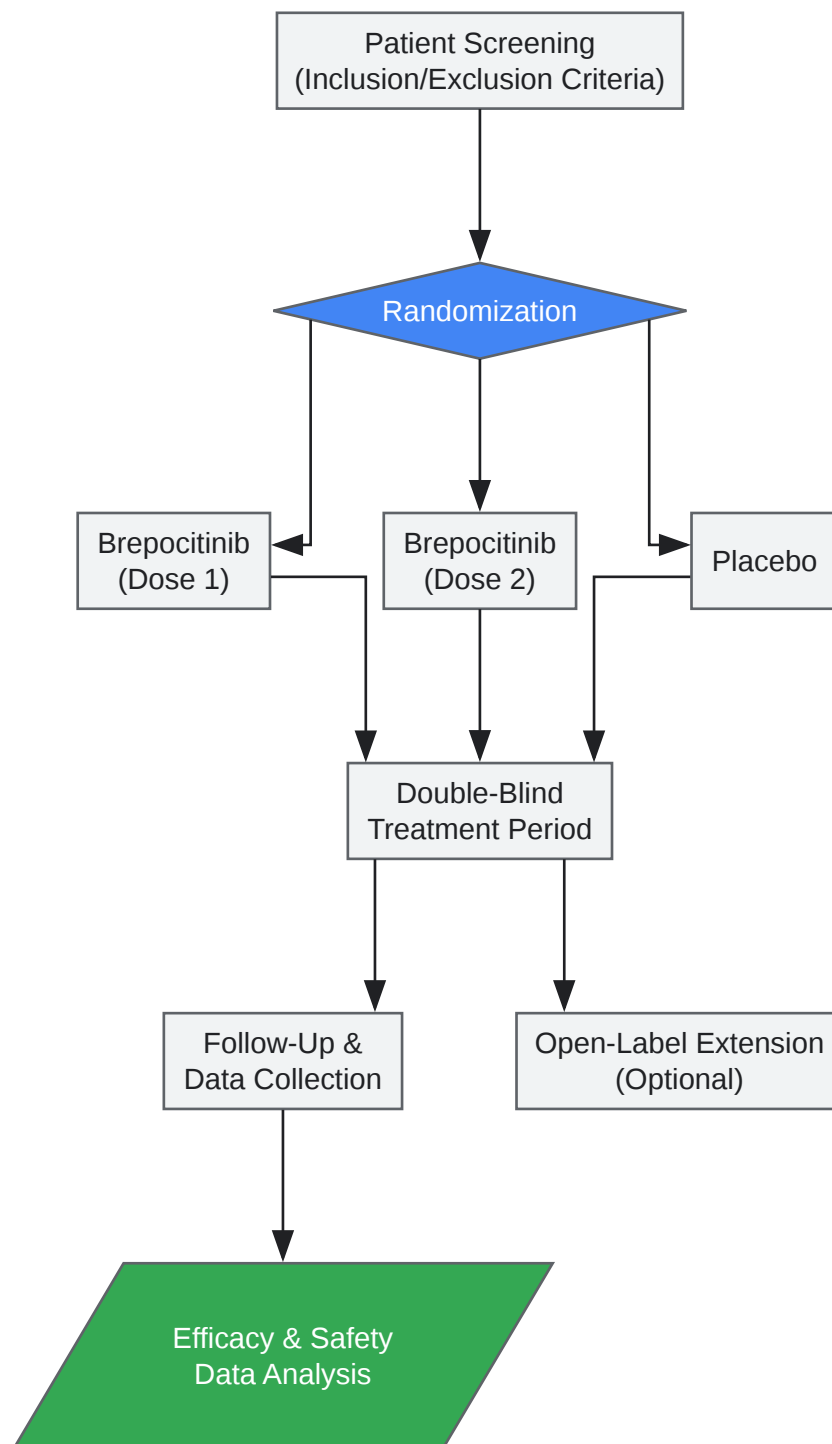 Patient Screening
(Inclusion/Exclusion Criteria)
Randomization
Brepocitinib
(Dose 1)
Brepocitinib
(Dose 2)
Placebo
Double-Blind
Treatment Period
Follow-Up &
Data Collection
Open-Label Extension
(Optional)
Efficacy & Safety
Data Analysis